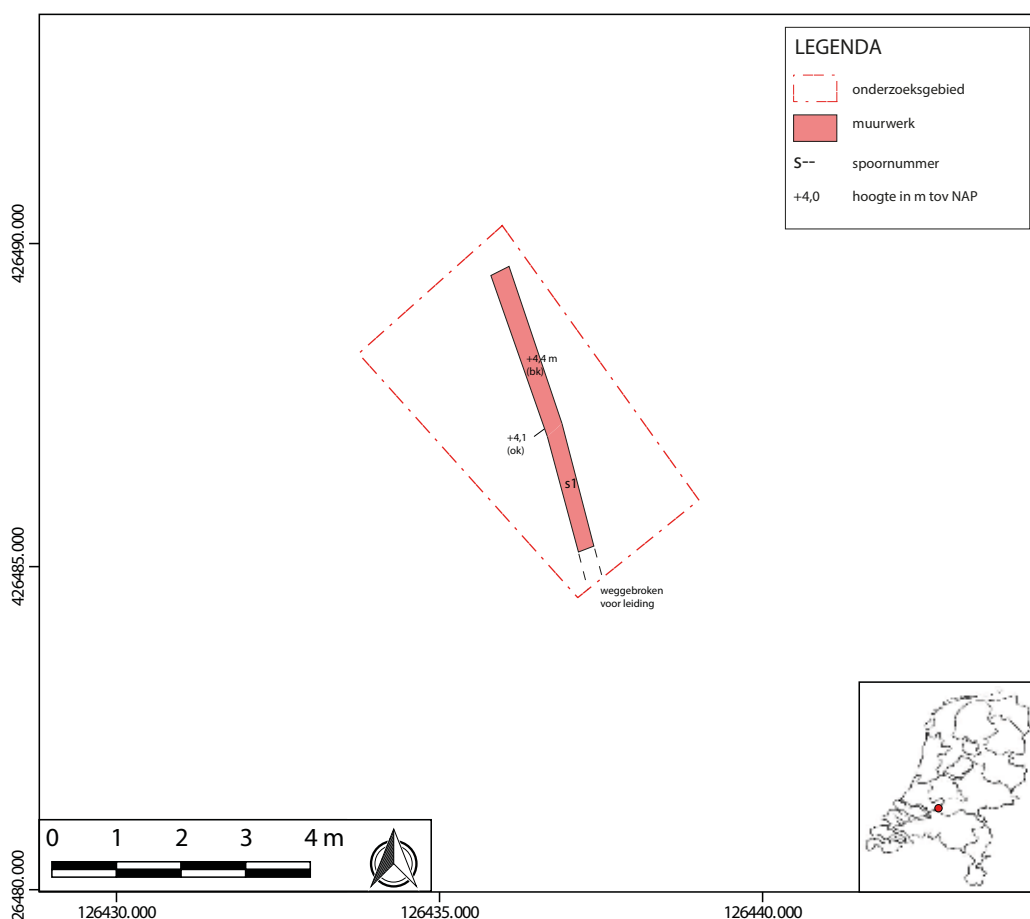 LEGENDA
onderzoeksgebied
muurwerk
S-- spoornummer
+4,0 hoogte in m tov NAP
426490.000
+4,4 m
(bk)
+4,1
(ok)
s1
426485.000
weggebroken
voor leiding
0 1 2 3 4 m
426480.000
126430.000 126435.000 126440.000